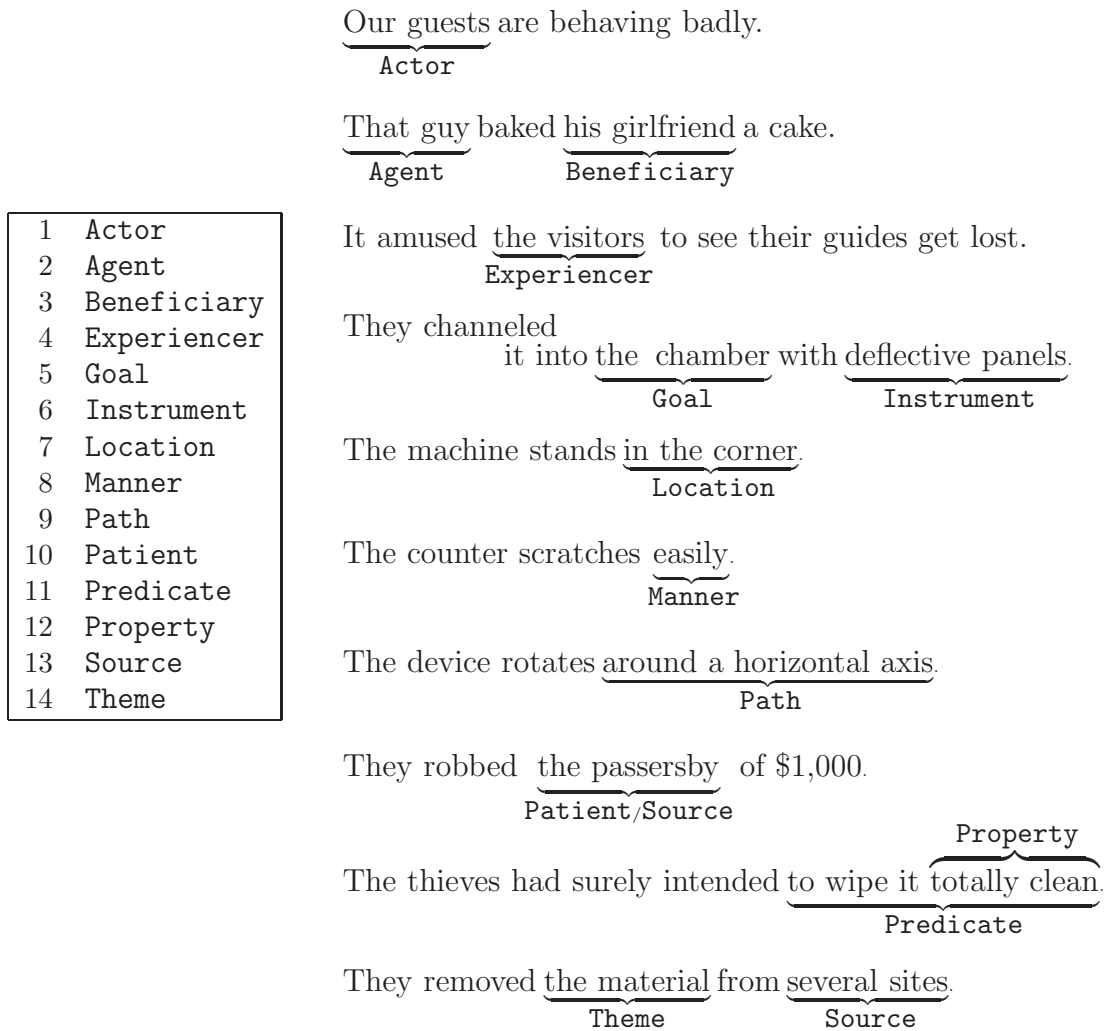 1 Actor
2 Agent
3 Beneficiary
4 Experiencer
5 Goal
6 Instrument
7 Location
8 Manner
9 Path
10 Patient
11 Predicate
12 Property
13 Source
14 Theme
Our guests are behaving badly.
Actor
That guy baked his girlfriend a cake.
Agent Beneficiary
It amused the visitors to see their guides get lost.
Experiencer
They channeled
it into the chamber with deflective panels.
Goal Instrument
The machine stands in the corner.
Location
The counter scratches easily.
Manner
The device rotates around a horizontal axis.
Path
They robbed the passersby of $1,000.
Patient/Source
Property
The thieves had surely intended to wipe it totally clean.
Predicate
They removed the material from several sites.
Theme Source